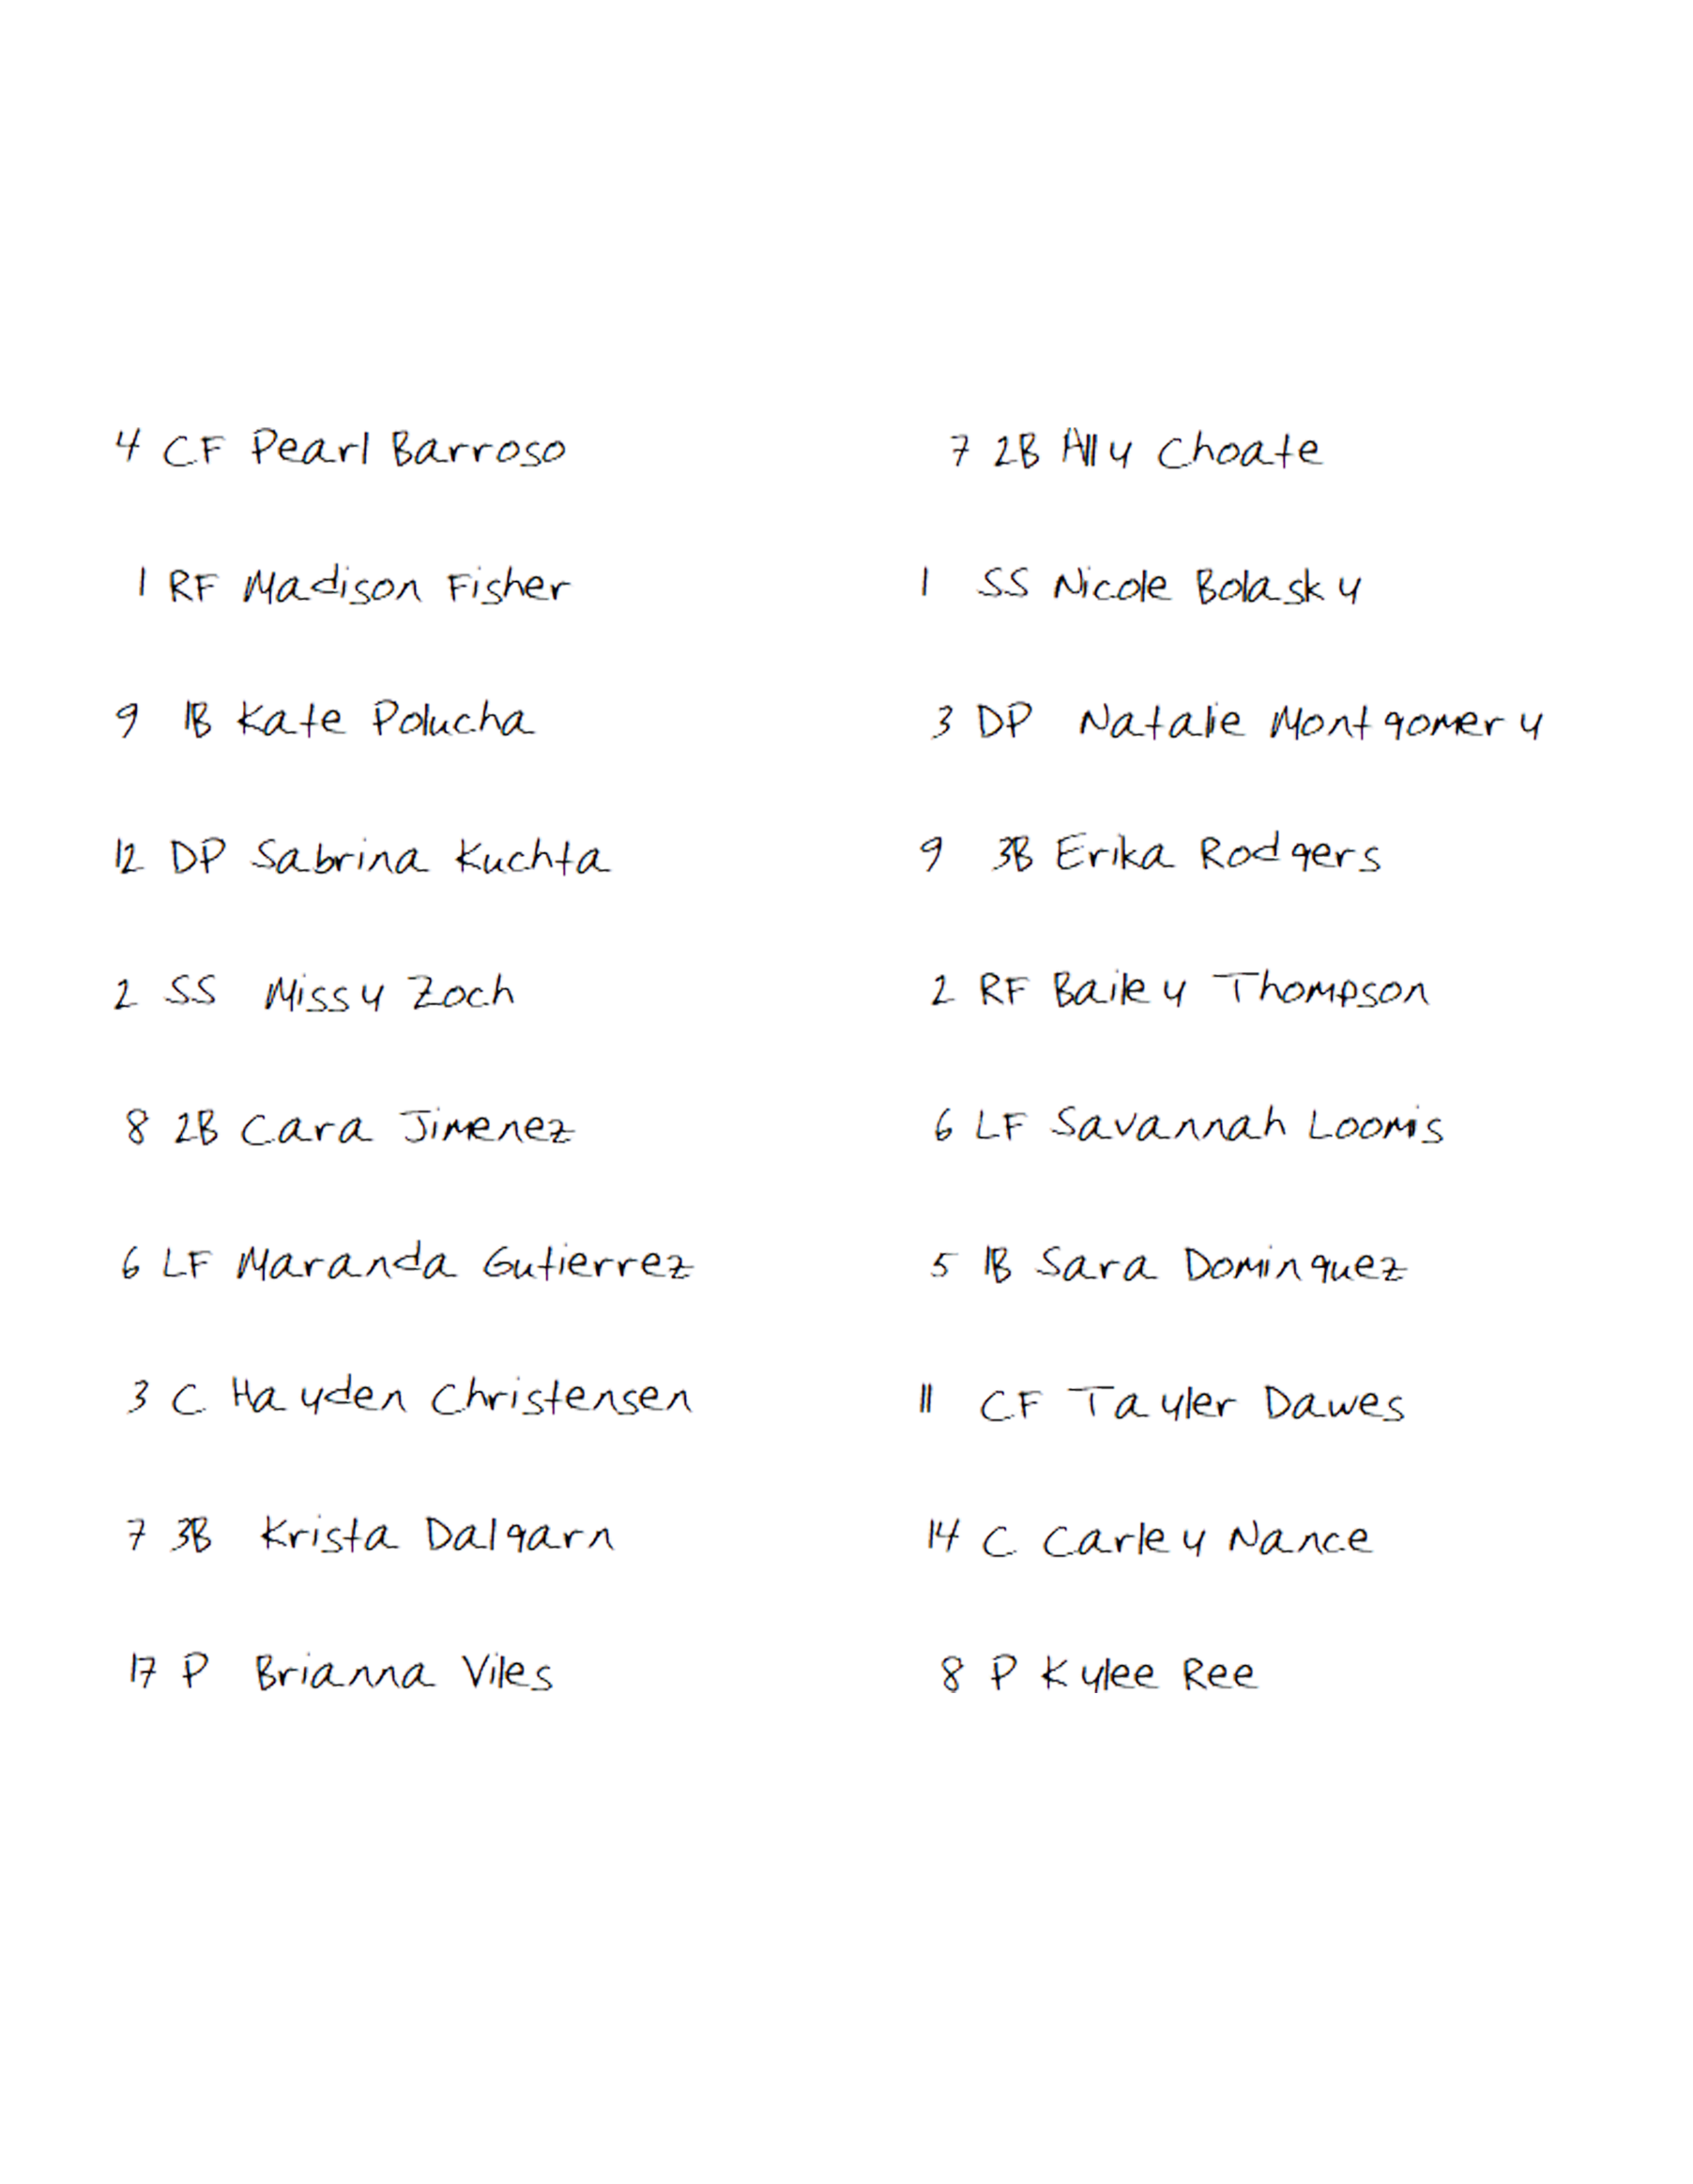 4 CF Pearl Barroso
1 RF Madison Fisher
9 1B Kate Polucha
12 DP Sabrina Kuchta
2 SS Missy Zoch
8 2B Cara Jimenez
6 LF Maranda Gutierrez
3 C Hayden Christensen
7 3B Krista Dalgarn
17 P Brianna Viles
7 2B Ally Choate
1 SS Nicole Bolasky
3 DP Natalie Montgomery
9 3B Erika Rodgers
2 RF Bailey Thompson
6 LF Savannah Loomis
5 1B Sara Dominguez
11 CF Tayler Dawes
14 C Carley Nance
8 P Kylee Ree